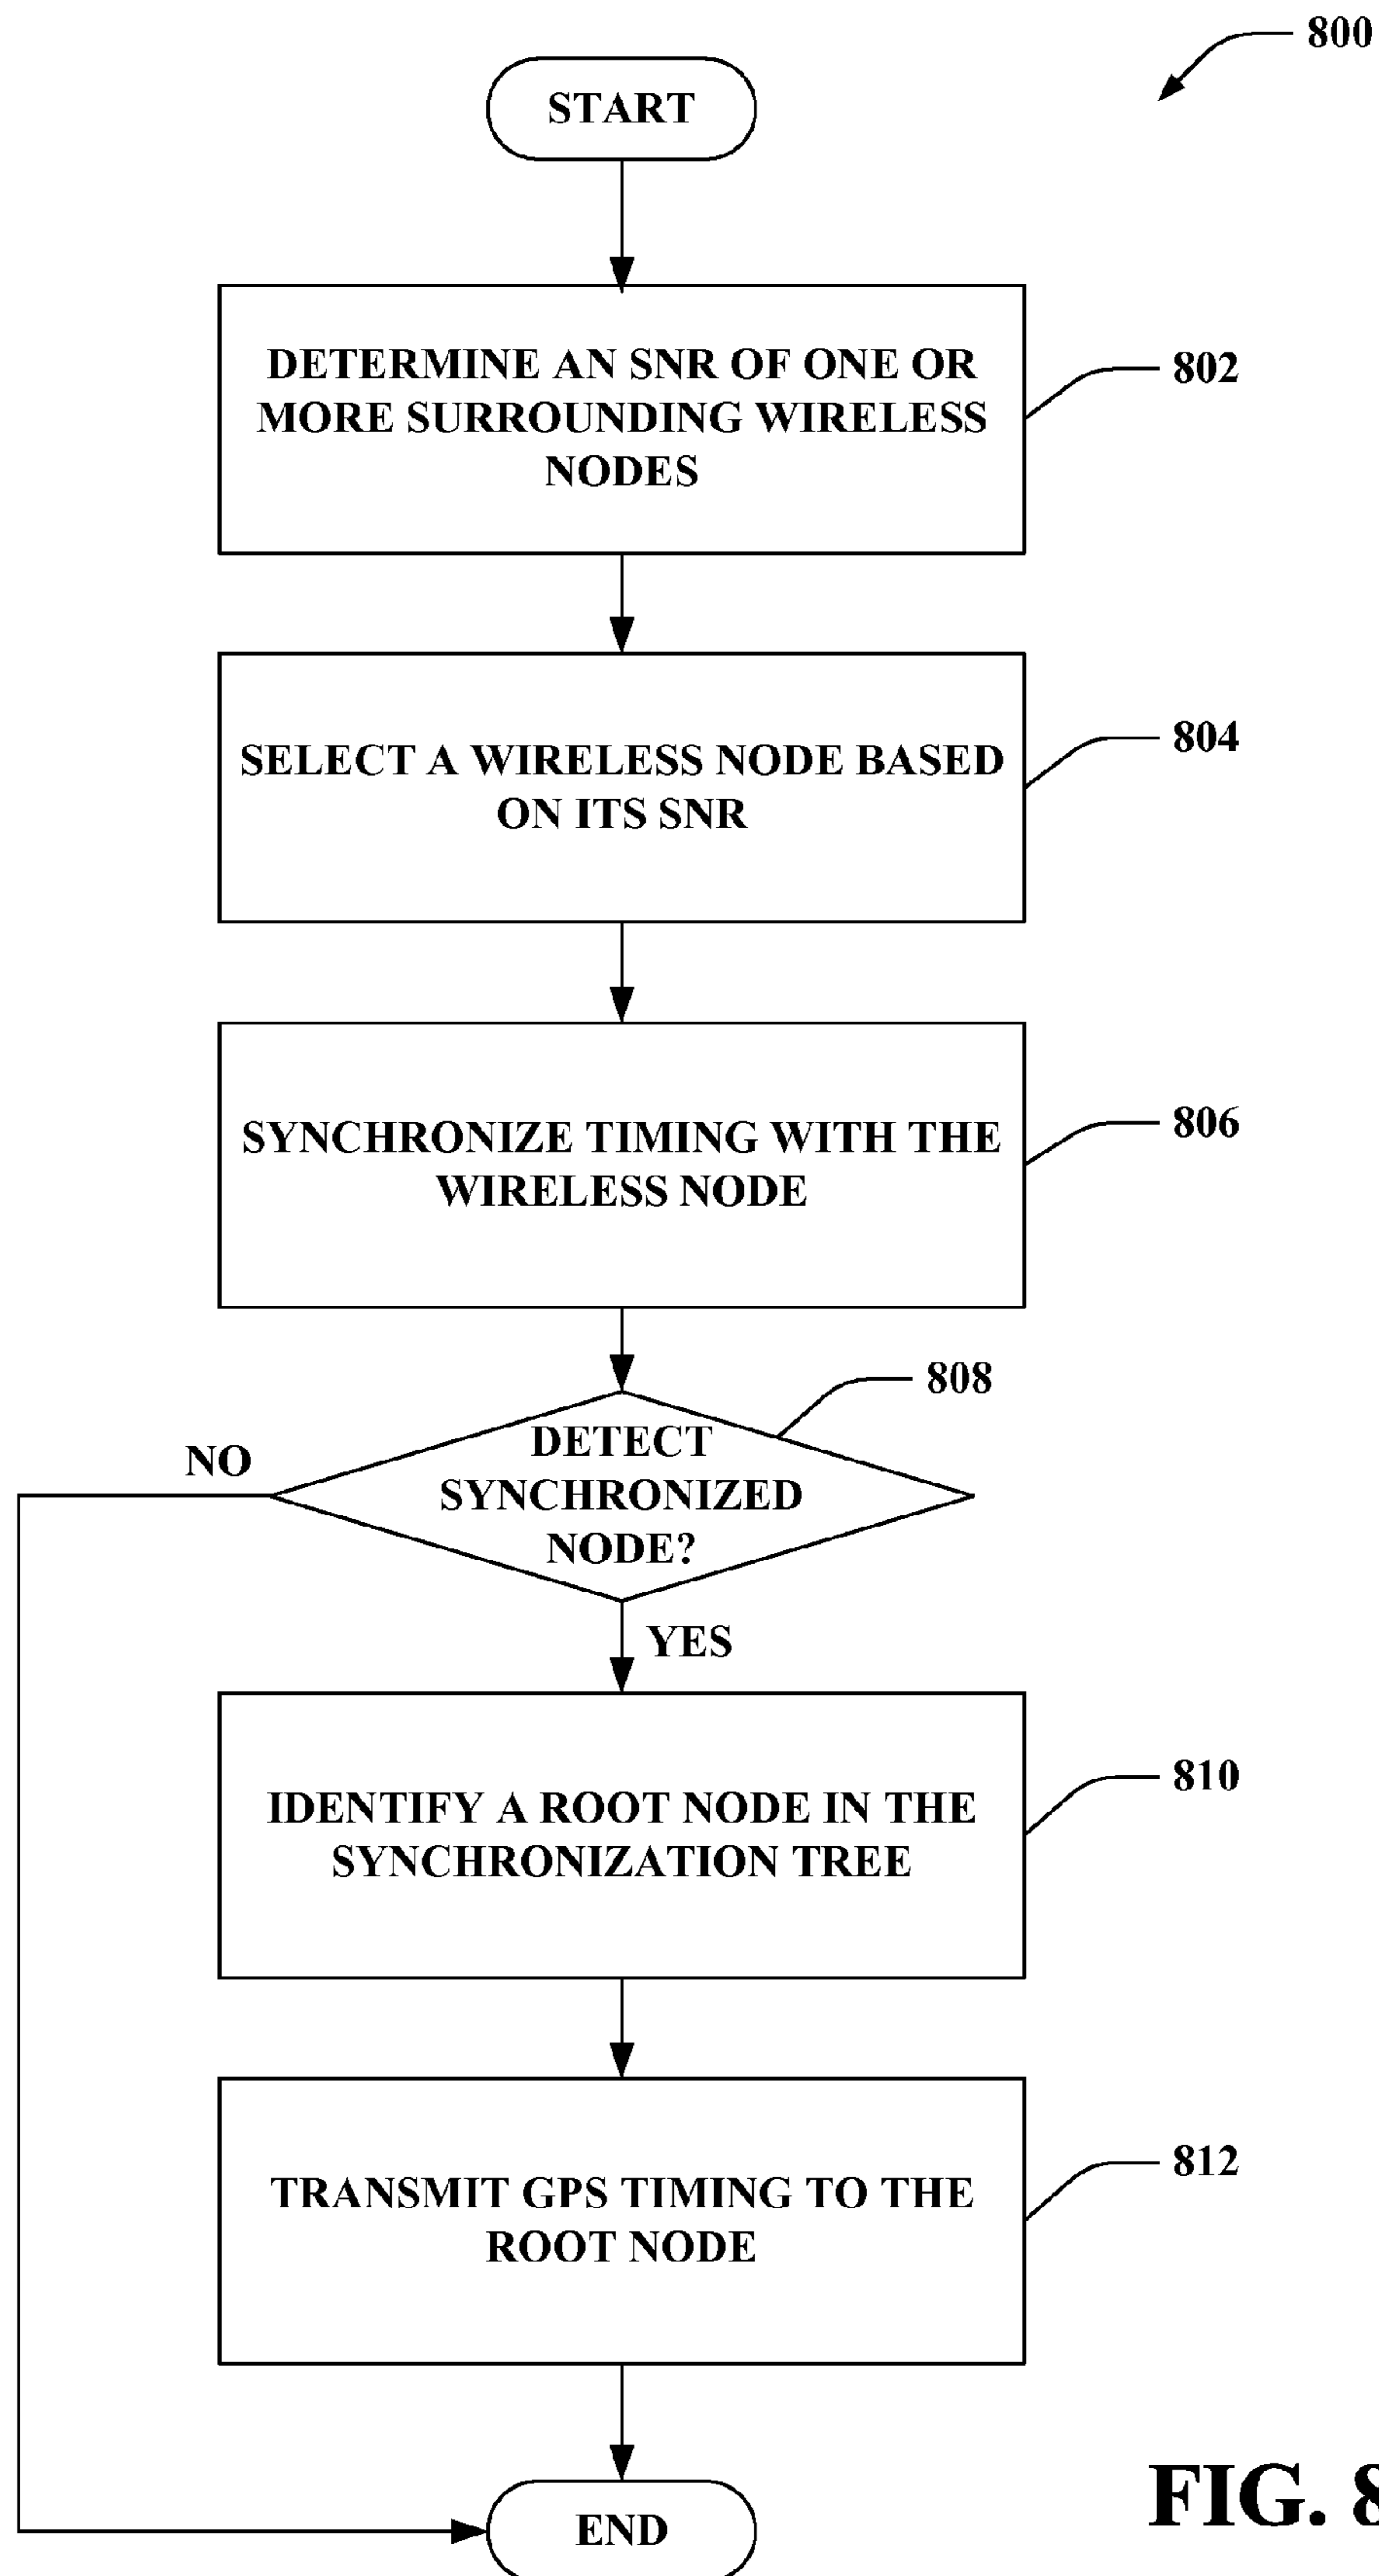 800
START
DETERMINE AN SNR OF ONE OR
MORE SURROUNDING WIRELESS
NODES
802
SELECT A WIRELESS NODE BASED
ON ITS SNR
804
SYNCHRONIZE TIMING WITH THE
WIRELESS NODE
806
808
DETECT
SYNCHRONIZED
NODE?
NO
YES
IDENTIFY A ROOT NODE IN THE
SYNCHRONIZATION TREE
810
TRANSMIT GPS TIMING TO THE
ROOT NODE
812
END
FIG. 8